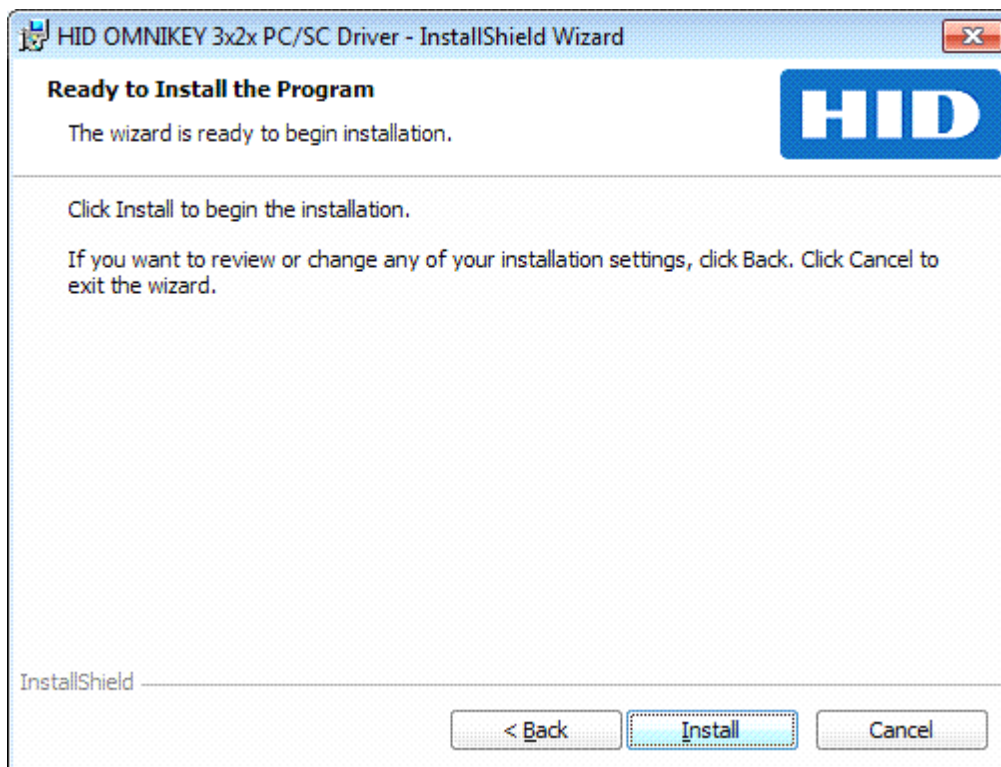 HID OMNIKEY 3x2x PC/SC Driver - InstallShield Wizard
Ready to Install the Program
The wizard is ready to begin installation.
HID
Click Install to begin the installation.
If you want to review or change any of your installation settings, click Back. Click Cancel to
exit the wizard.
InstallShield
< Back
Install
Cancel